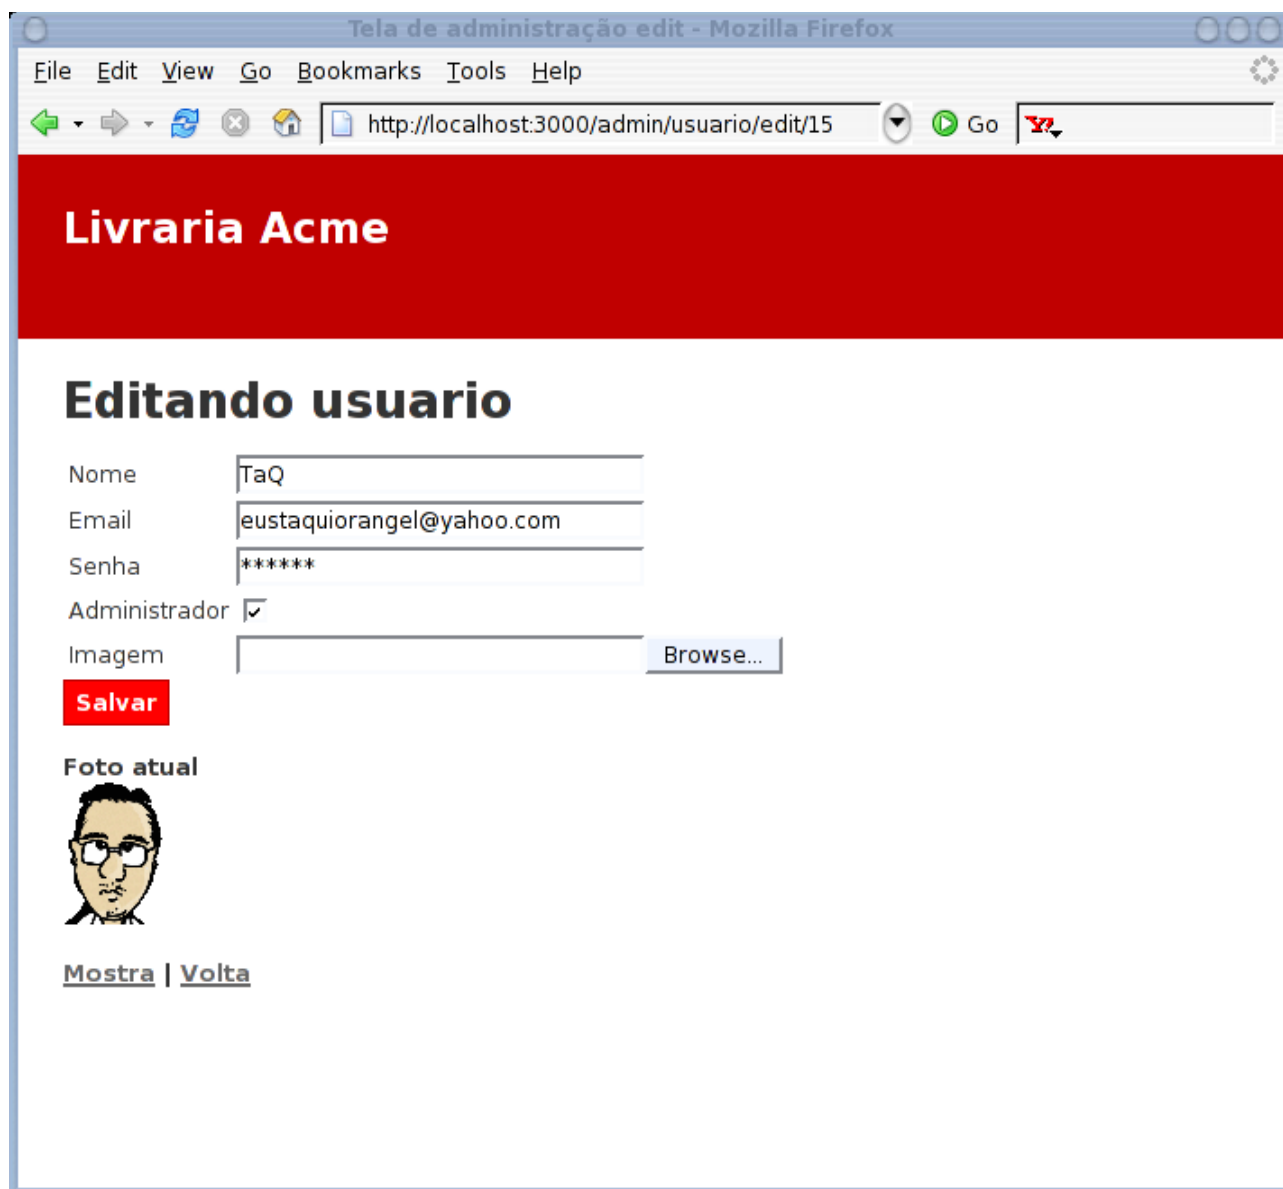 Tela de administração edit - Mozilla Firefox
File Edit View Go Bookmarks Tools Help
http://localhost:3000/admin/usuario/edit/15 Go Y!
Livraria Acme
Editando usuario
Nome TaQ
Email eustaquiorangel@yahoo.com
Senha ******
Administrador
Imagem Browse...
Salvar
Foto atual
Mostra | Volta